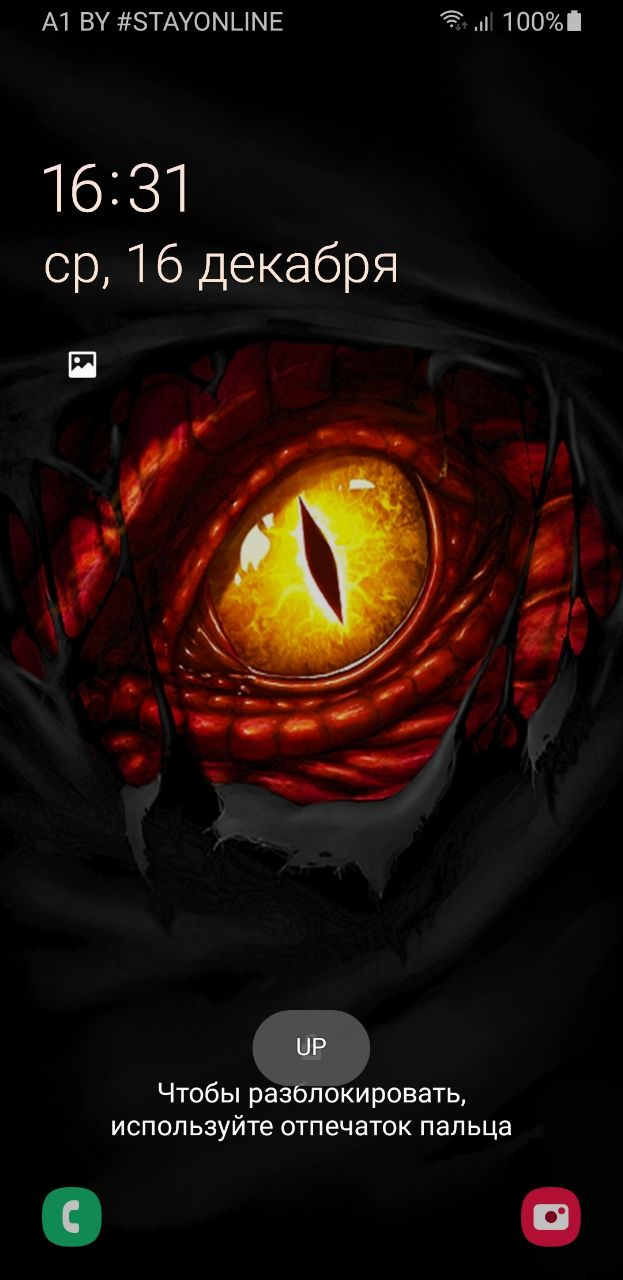 A1 BY #STAYONLINE 100%
16:31
ср, 16 декабря
UP
Чтобы разблокировать,
используйте отпечаток пальца